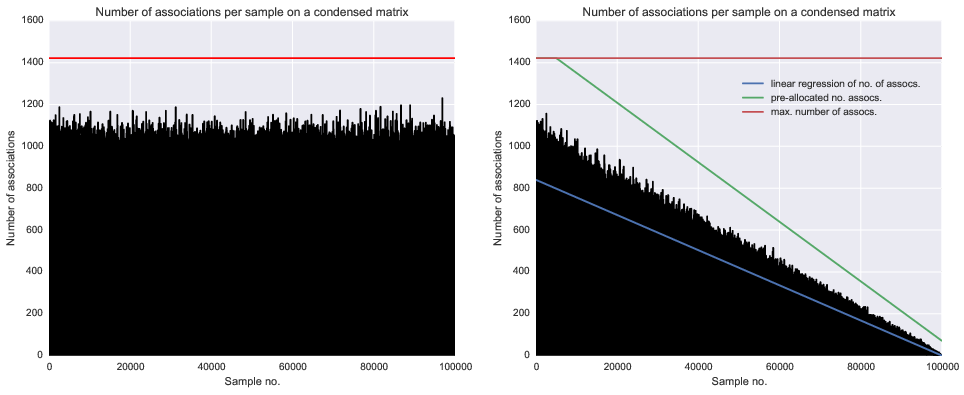 Number of associations per sample on a condensed matrix
1600
1400
1200
1000
800
600
400
200
0
Number of associations
0 20000 40000 60000 80000 100000
Sample no.
Number of associations per sample on a condensed matrix
1600
1400
1200
1000
800
600
400
200
0
Number of associations
linear regression of no. of assocs.
pre-allocated no. assocs.
max. number of assocs.
0 20000 40000 60000 80000 100000
Sample no.